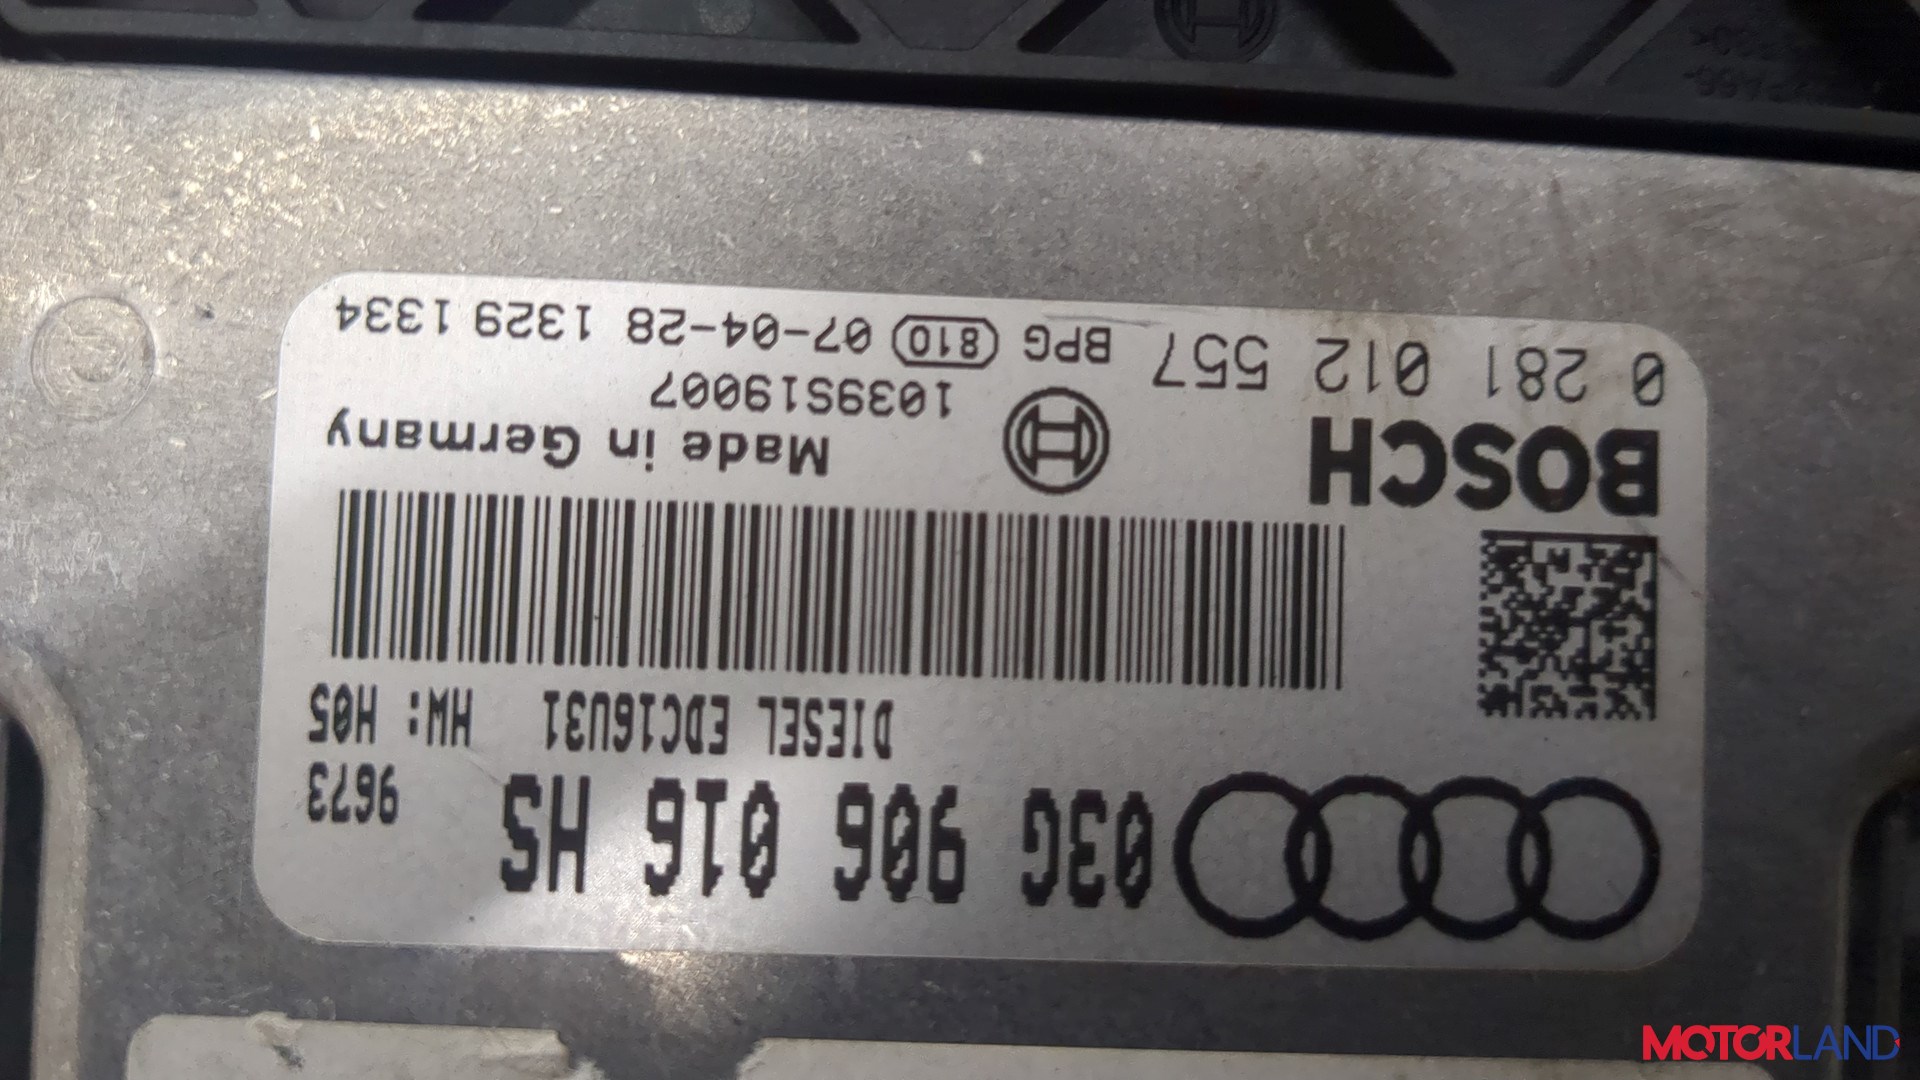 03G 906 016 HS 9673
DIESEL EDC16U31 HW: H05
BOSCH Made in Germany
1039S19007
0 281 012 557 BPG 810 07-04-28 1329 1334
MOTORLAND